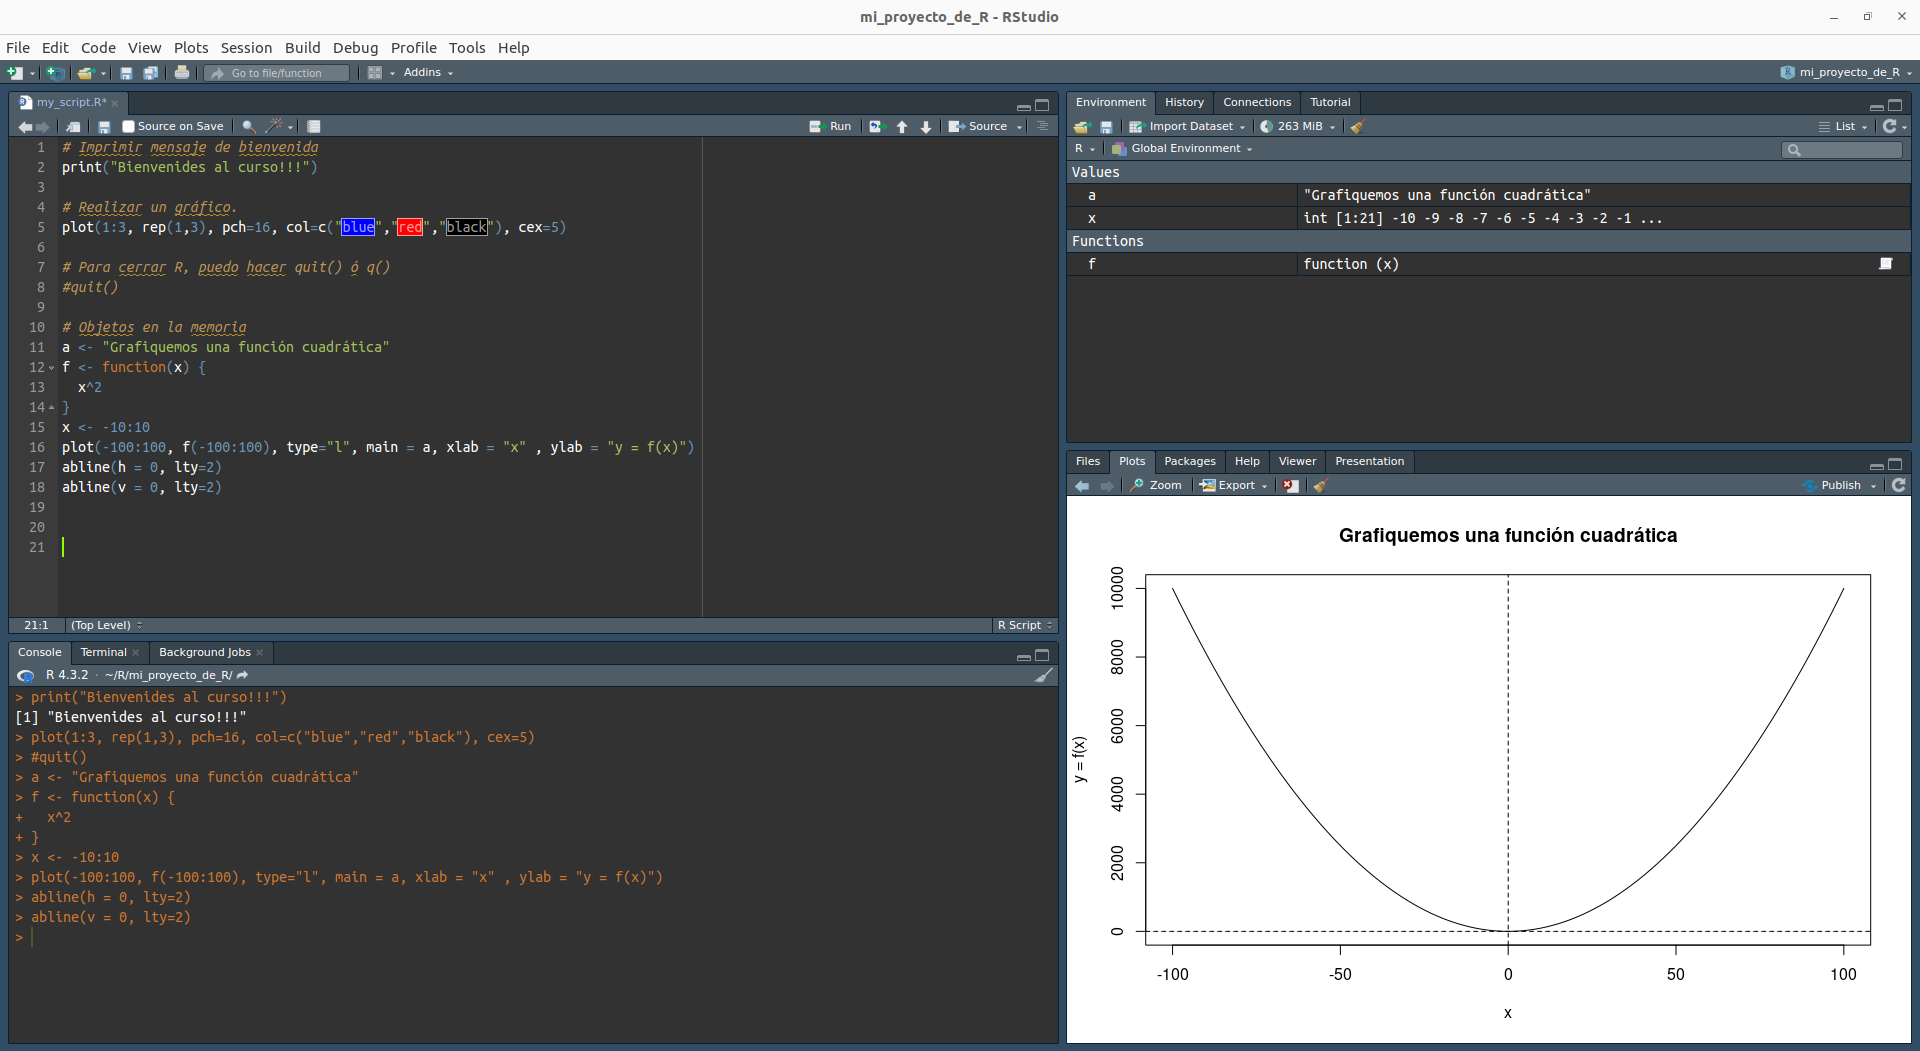 mi_proyecto_de_R - RStudio
File Edit Code View Plots Session Build Debug Profile Tools Help
Go to file/function Addins mi_proyecto_de_R
my_script.R*
Source on Save Run Source
1 # Imprimir mensaje de bienvenida
2 print("Bienvenides al curso!!!")
3
4 # Realizar un gráfico.
5 plot(1:3, rep(1,3), pch=16, col=c("blue","red","black"), cex=5)
6
7 # Para cerrar R, puedo hacer quit() ó q()
8 #quit()
9
10 # Objetos en la memoria
11 a <- "Grafiquemos una función cuadrática"
12 f <- function(x) {
13   x^2
14 }
15 x <- -10:10
16 plot(-100:100, f(-100:100), type="l", main = a, xlab = "x" , ylab = "y = f(x)")
17 abline(h = 0, lty=2)
18 abline(v = 0, lty=2)
19
20
21
21:1 (Top Level) R Script
Console Terminal Background Jobs
R 4.3.2 · ~/R/mi_proyecto_de_R/
> print("Bienvenides al curso!!!")
[1] "Bienvenides al curso!!!"
> plot(1:3, rep(1,3), pch=16, col=c("blue","red","black"), cex=5)
> #quit()
> a <- "Grafiquemos una función cuadrática"
> f <- function(x) {
+   x^2
+ }
> x <- -10:10
> plot(-100:100, f(-100:100), type="l", main = a, xlab = "x" , ylab = "y = f(x)")
> abline(h = 0, lty=2)
> abline(v = 0, lty=2)
>
Environment History Connections Tutorial
Import Dataset 263 MiB List
R Global Environment
Values
a "Grafiquemos una función cuadrática"
x int [1:21] -10 -9 -8 -7 -6 -5 -4 -3 -2 -1 ...
Functions
f function (x)
Files Plots Packages Help Viewer Presentation
Zoom Export Publish
Grafiquemos una función cuadrática
10000
8000
6000
4000
2000
0
y = f(x)
-100 -50 0 50 100
x